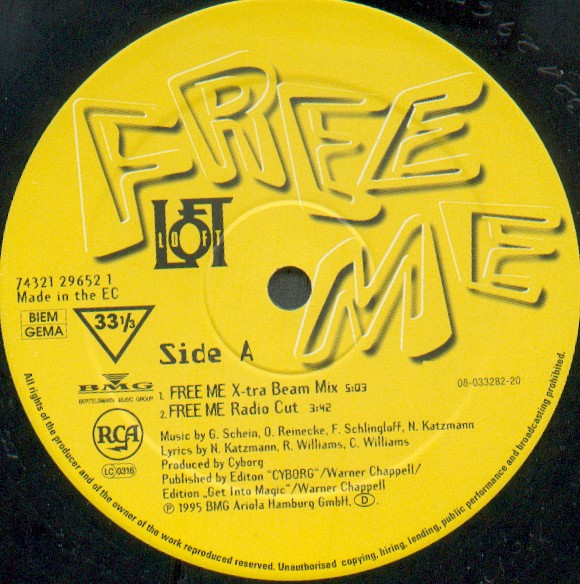 FREE ME
LOFT
LOFT
74321 29652 1
Made in the EC
BIEM
GEMA
33 1/3
Side A
BMG
BERTELSMANN MUSIC GROUP
RCA
LC 0316
1. FREE ME X-tra Beam Mix 5:03
2. FREE ME Radio Cut 3:42
08-033282-20
Music by G. Schein, O. Reinecke, F. Schlingloff, N. Katzmann
Lyrics by N. Katzmann, R. Williams, C. Williams
Produced by Cyborg
Published by Editon "CYBORG"/Warner Chappell/
Edition „Get Into Magic"/Warner Chappell
℗ 1995 BMG Ariola Hamburg GmbH, D.
All rights of the producer and of the owner of the work reproduced reserved. Unauthorised copying, hiring, lending, public performance and broadcasting prohibited.